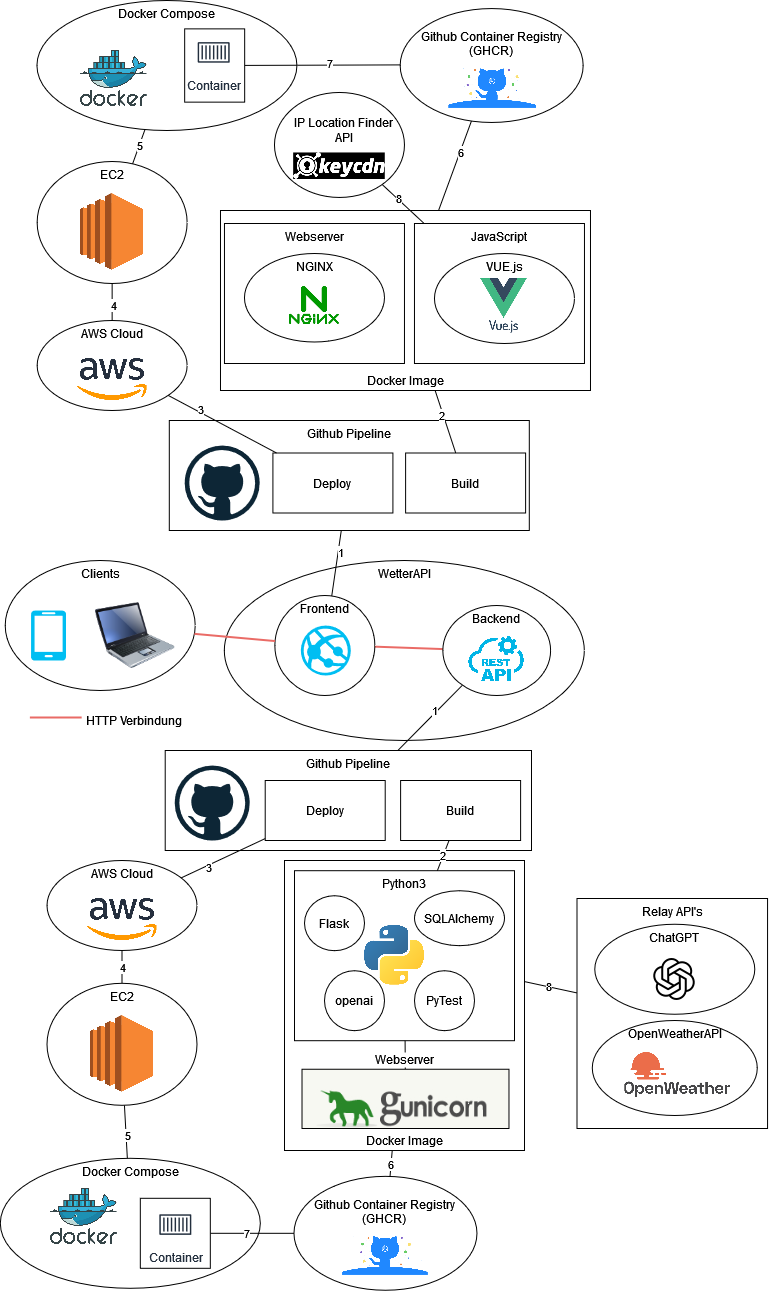 Docker Compose
docker
Container
7
Github Container Registry
(GHCR)
5
6
IP Location Finder
API
keycdn
8
EC2
4
AWS Cloud
aws
3
Webserver
NGINX
NGINX
JavaScript
VUE.js
Vue.js
Docker Image
2
Github Pipeline
Deploy
Build
1
Clients
WetterAPI
Frontend
Backend
REST
API
HTTP Verbindung
1
Github Pipeline
Deploy
Build
3
2
AWS Cloud
aws
4
EC2
5
Python3
Flask
SQLAlchemy
openai
PyTest
Webserver
gunicorn
Docker Image
8
Relay API's
ChatGPT
OpenWeatherAPI
OpenWeather
6
Docker Compose
docker
Container
7
Github Container Registry
(GHCR)